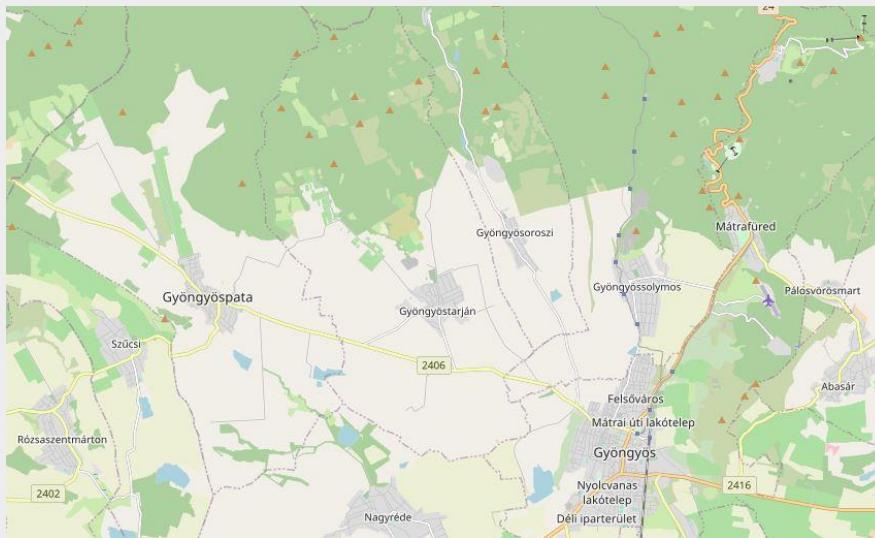 24
Mátrafüred
Gyöngyösoroszi
Gyöngyössolymos
Pálosvörösmart
Gyöngyöspata
Gyöngyöstarján
Szűcsi
2406
Abasár
Felsőváros
Mátrai úti lakótelep
Rózsaszentmárton
Gyöngyös
2402
2416
Nyolcvanas
lakótelep
Nagyréde
Déli iparterület